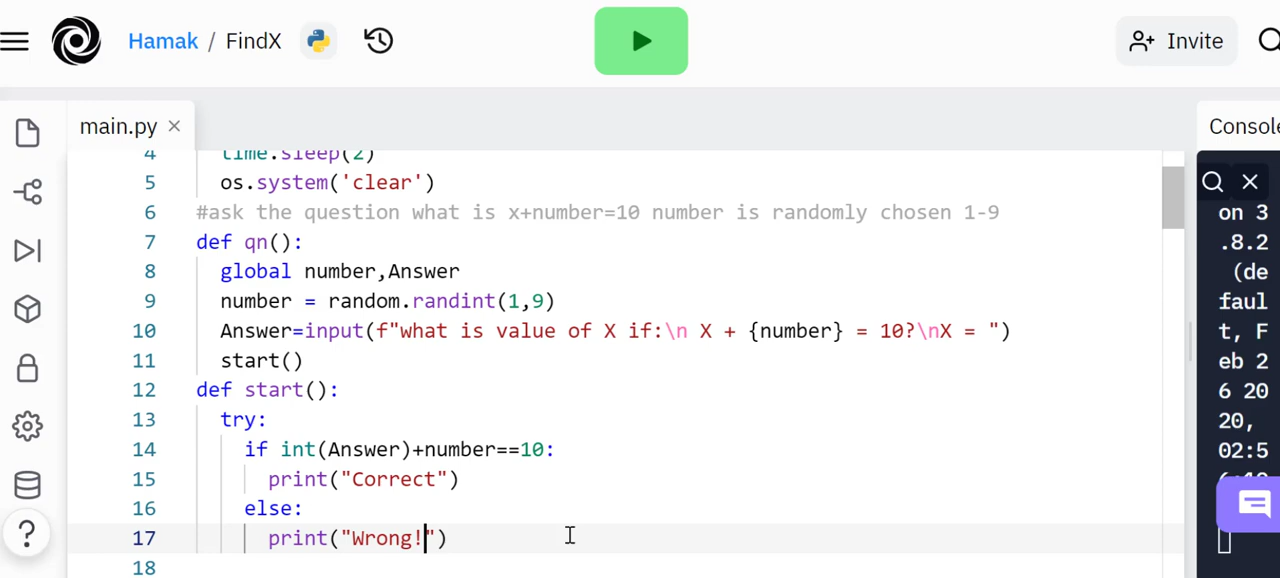 Hamak / FindX
Invite
main.py ×
Console
4 time.sleep(2)
5 os.system('clear')
6 #ask the question what is x+number=10 number is randomly chosen 1-9
7 def qn():
8 global number,Answer
9 number = random.randint(1,9)
10 Answer=input(f"what is value of X if:\n X + {number} = 10?\nX = ")
11 start()
12 def start():
13 try:
14 if int(Answer)+number==10:
15 print("Correct")
16 else:
17 print("Wrong!")
18
on 3
.8.2
(de
faul
t, F
eb 2
6 20
20,
02:5
?